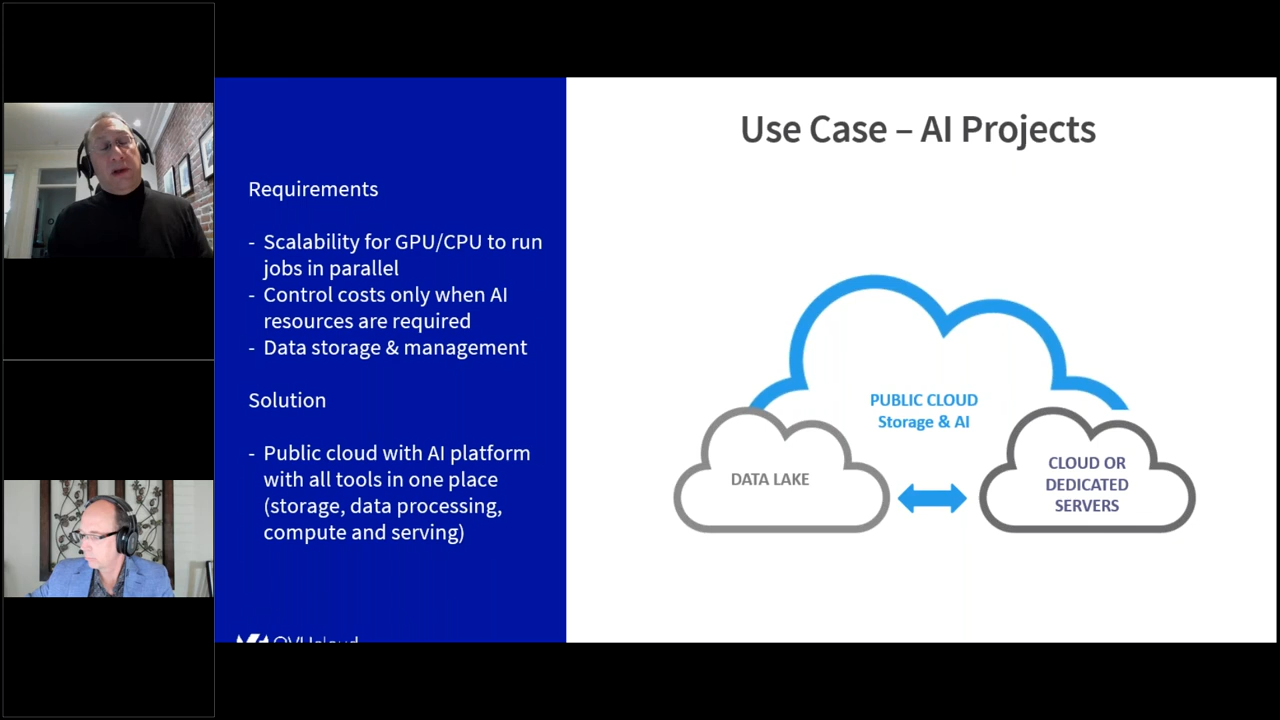 Use Case – AI Projects
Requirements
- Scalability for GPU/CPU to run
jobs in parallel
- Control costs only when AI
resources are required
- Data storage & management
Solution
- Public cloud with AI platform
with all tools in one place
(storage, data processing,
compute and serving)
PUBLIC CLOUD
Storage & AI
DATA LAKE
CLOUD OR
DEDICATED
SERVERS
OVHcloud